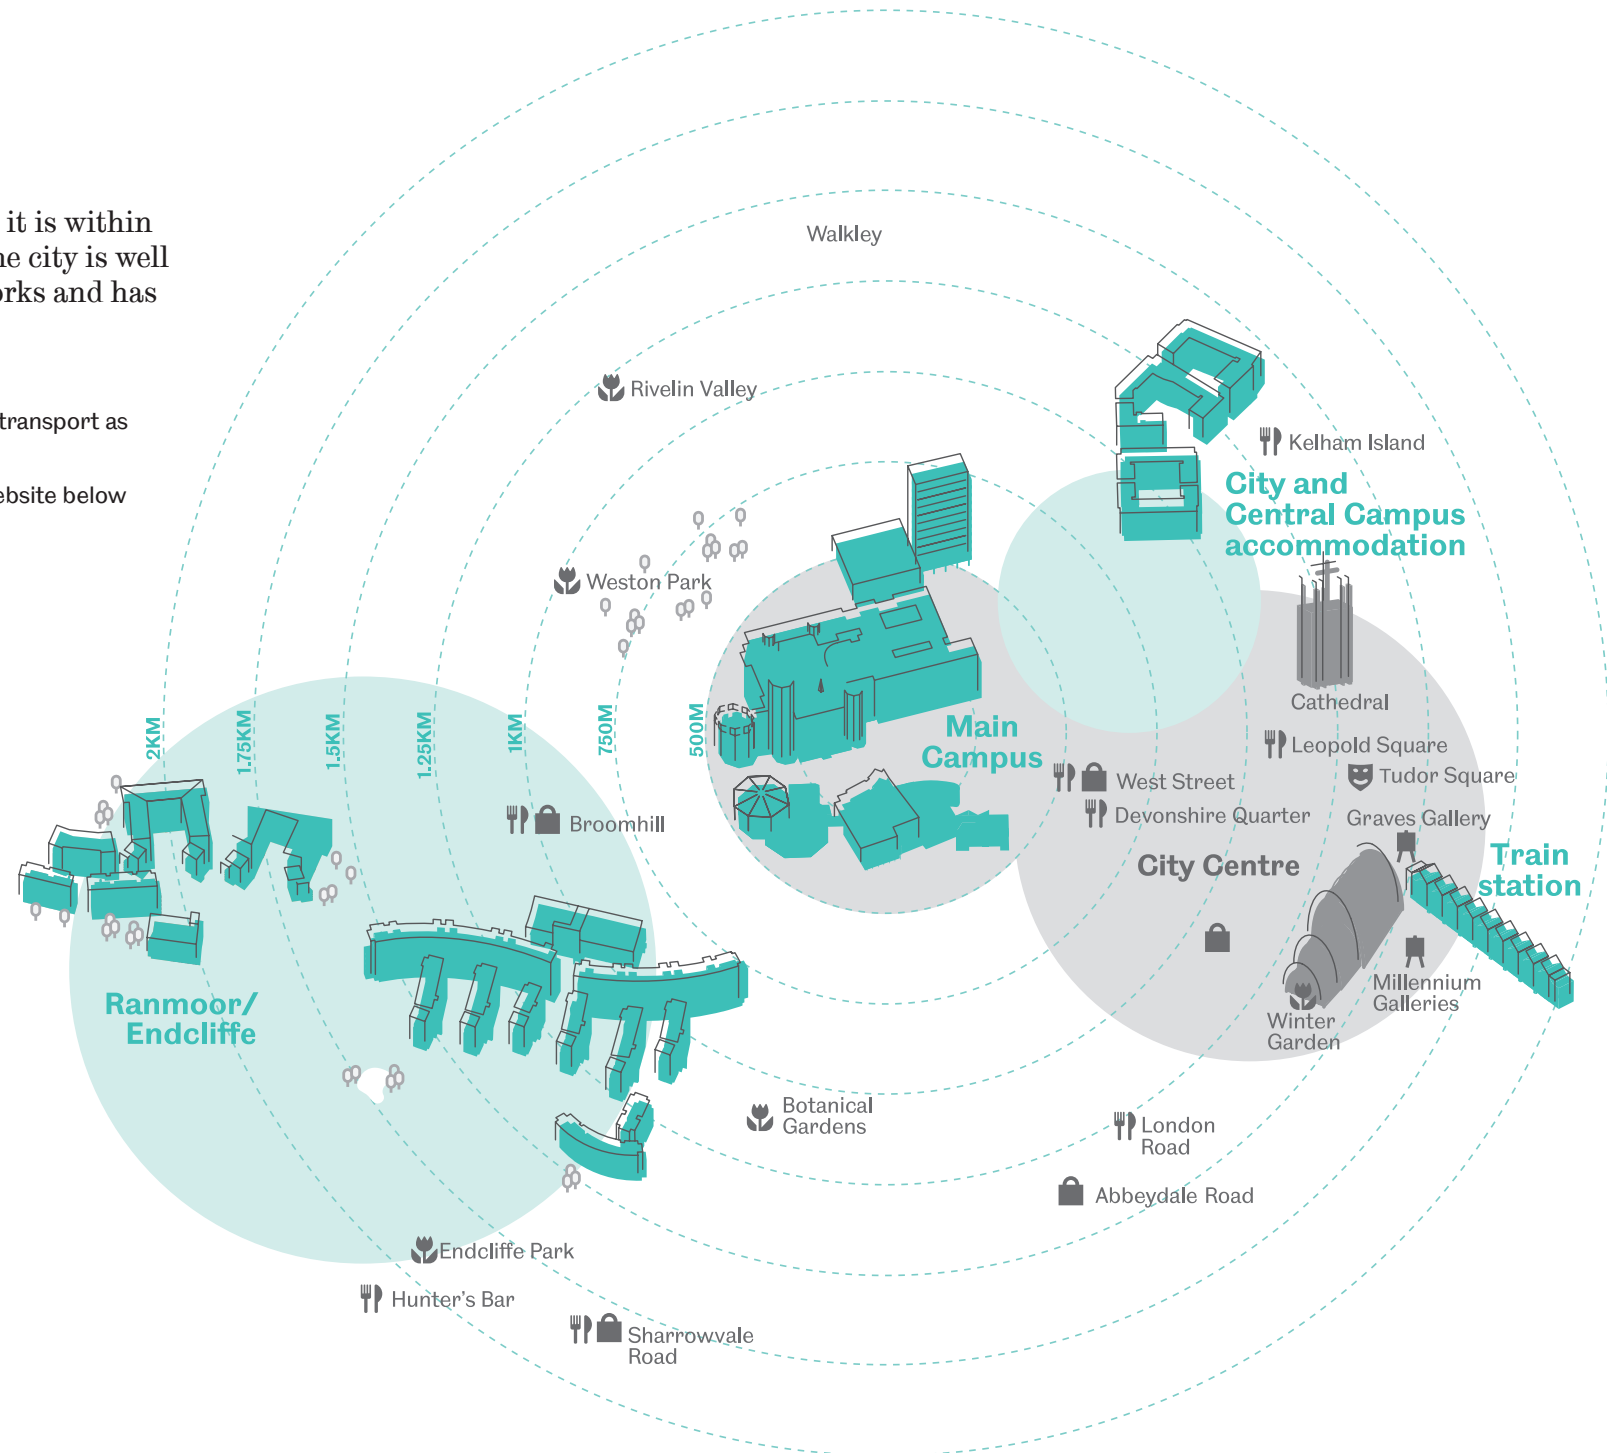 it is within
he city is well
orks and has
transport as
ebsite below
Walkley
Rivelin Valley
Kelham Island
City and
Central Campus
accommodation
Weston Park
Cathedral
2KM
1.75KM
1.5KM
1.25KM
1KM
750M
500M
Main
Campus
Leopold Square
Tudor Square
West Street
Devonshire Quarter
Graves Gallery
Broomhill
City Centre
Train
station
Millennium
Galleries
Winter
Garden
Ranmoor/
Endcliffe
Botanical
Gardens
London
Road
Abbeydale Road
Endcliffe Park
Hunter's Bar
Sharrowvale
Road